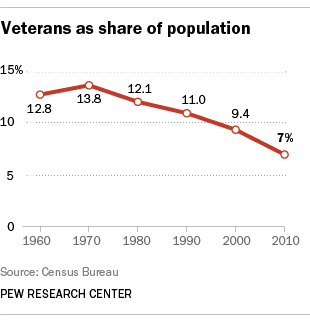 Veterans as share of population
15%
12.8
13.8
12.1
11.0
9.4
7%
10
5
0
1960 1970 1980 1990 2000 2010
Source: Census Bureau
PEW RESEARCH CENTER